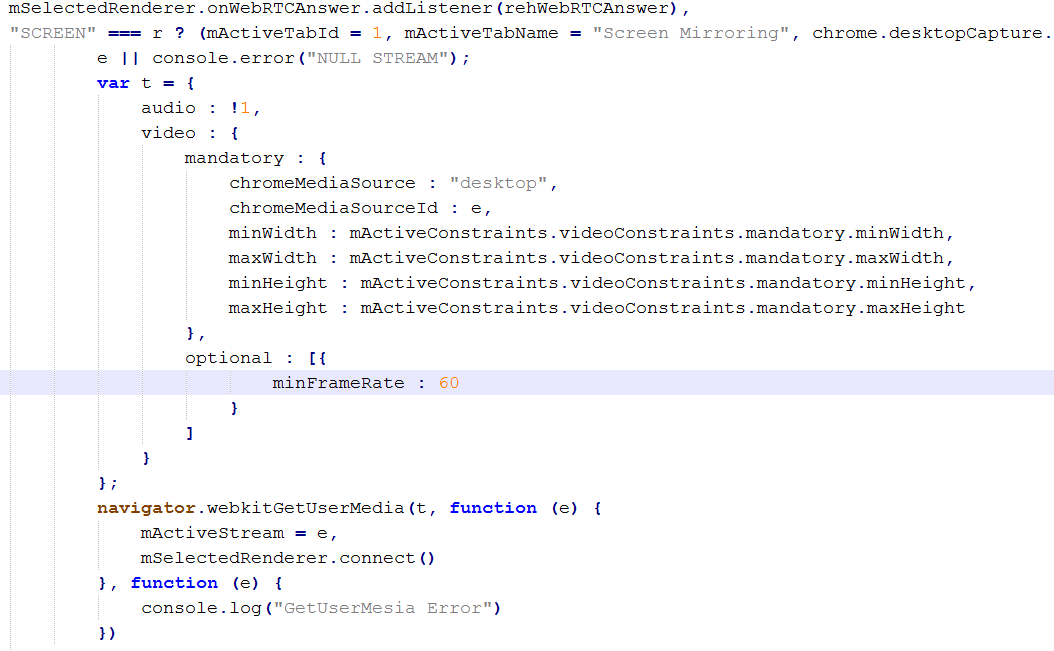 mSelectedRenderer.onWebRTCAnswer.addListener(rehWebRTCAnswer),
"SCREEN" === r ? (mActiveTabId = 1, mActiveTabName = "Screen Mirroring", chrome.desktopCapture.
e || console.error("NULL STREAM");
var t = {
audio : !1,
video : {
mandatory : {
chromeMediaSource : "desktop",
chromeMediaSourceId : e,
minWidth : mActiveConstraints.videoConstraints.mandatory.minWidth,
maxWidth : mActiveConstraints.videoConstraints.mandatory.maxWidth,
minHeight : mActiveConstraints.videoConstraints.mandatory.minHeight,
maxHeight : mActiveConstraints.videoConstraints.mandatory.maxHeight
},
optional : [{
minFrameRate : 60
}
]
}
};
navigator.webkitGetUserMedia(t, function (e) {
mActiveStream = e,
mSelectedRenderer.connect()
}, function (e) {
console.log("GetUserMesia Error")
})